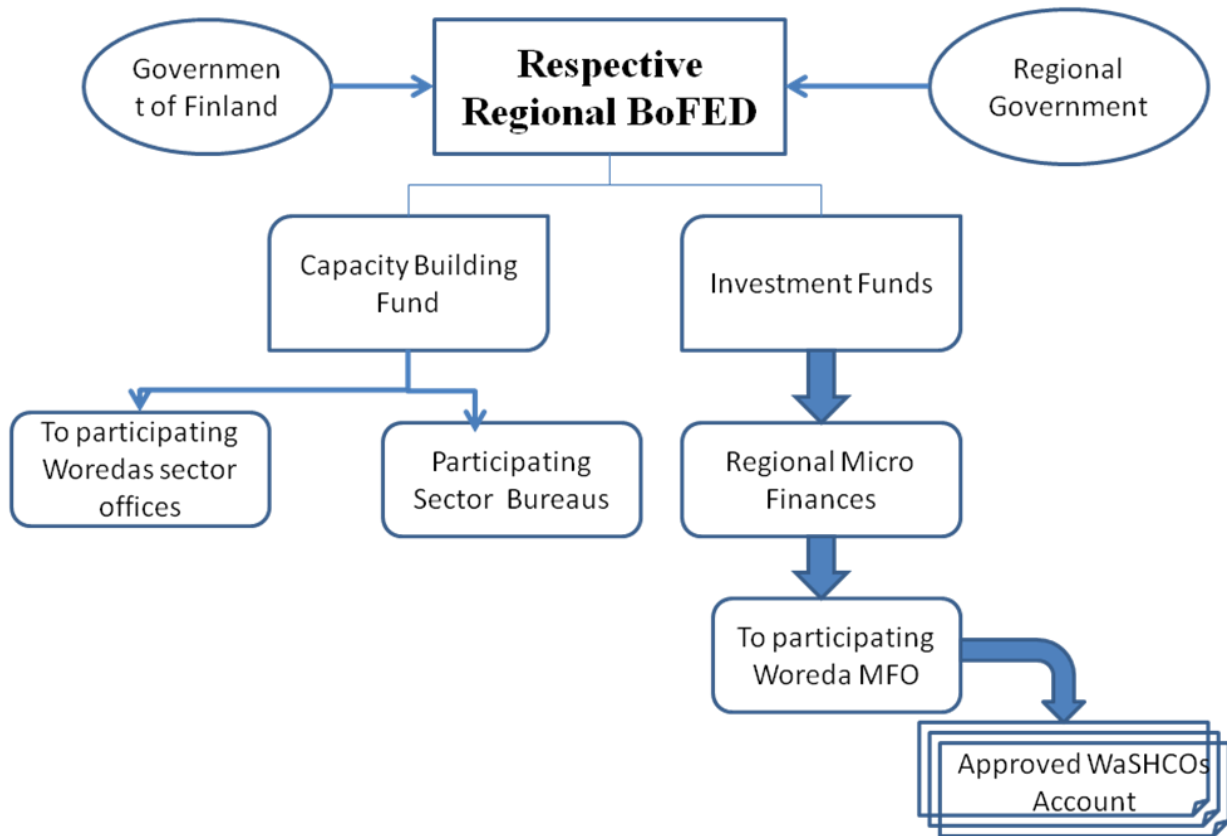 Governmen
t of Finland
Respective
Regional BoFED
Regional
Government
Capacity Building
Fund
Investment Funds
To participating
Woredas sector
offices
Participating
Sector Bureaus
Regional Micro
Finances
To participating
Woreda MFO
Approved WaSHCOs
Account